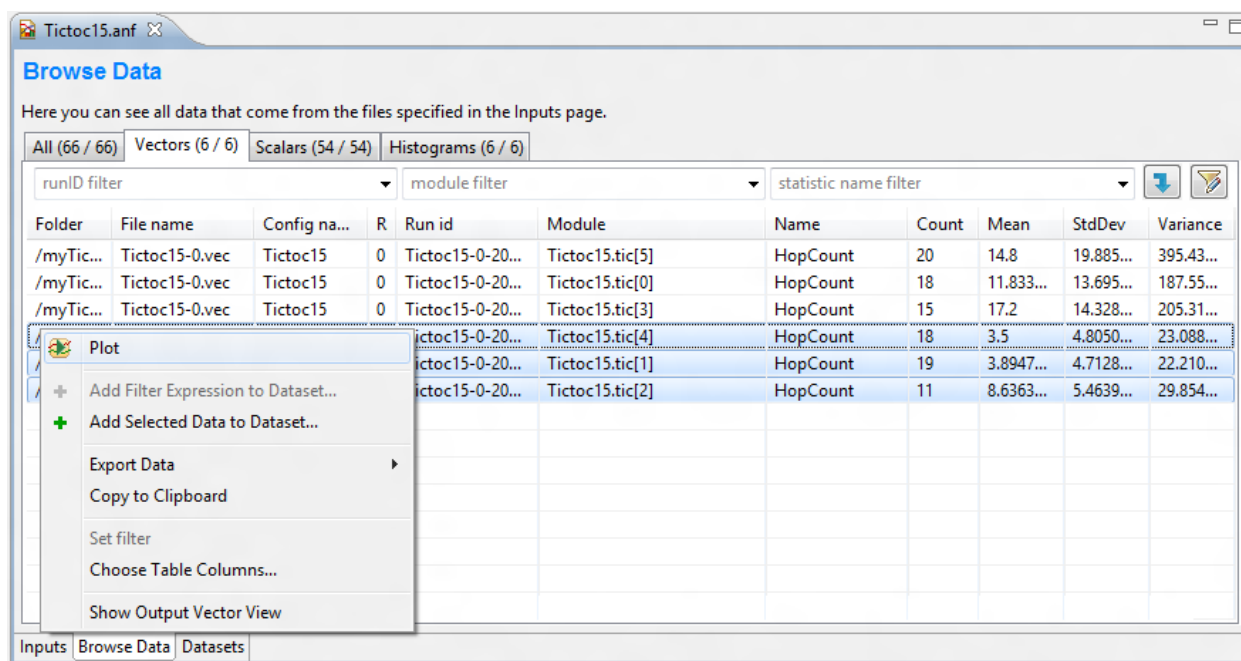 Tictoc15.anf
Browse Data
Here you can see all data that come from the files specified in the Inputs page.
All (66 / 66) Vectors (6 / 6) Scalars (54 / 54) Histograms (6 / 6)
runID filter module filter statistic name filter
Folder File name Config na... R Run id Module Name Count Mean StdDev Variance
/myTic... Tictoc15-0.vec Tictoc15 0 Tictoc15-0-20... Tictoc15.tic[5] HopCount 20 14.8 19.885... 395.43...
/myTic... Tictoc15-0.vec Tictoc15 0 Tictoc15-0-20... Tictoc15.tic[0] HopCount 18 11.833... 13.695... 187.55...
/myTic... Tictoc15-0.vec Tictoc15 0 Tictoc15-0-20... Tictoc15.tic[3] HopCount 15 17.2 14.328... 205.31...
/ ictoc15-0-20... Tictoc15.tic[4] HopCount 18 3.5 4.8050... 23.088...
/ ictoc15-0-20... Tictoc15.tic[1] HopCount 19 3.8947... 4.7128... 22.210...
/ ictoc15-0-20... Tictoc15.tic[2] HopCount 11 8.6363... 5.4639... 29.854...
Plot
Add Filter Expression to Dataset...
Add Selected Data to Dataset...
Export Data
Copy to Clipboard
Set filter
Choose Table Columns...
Show Output Vector View
Inputs Browse Data Datasets